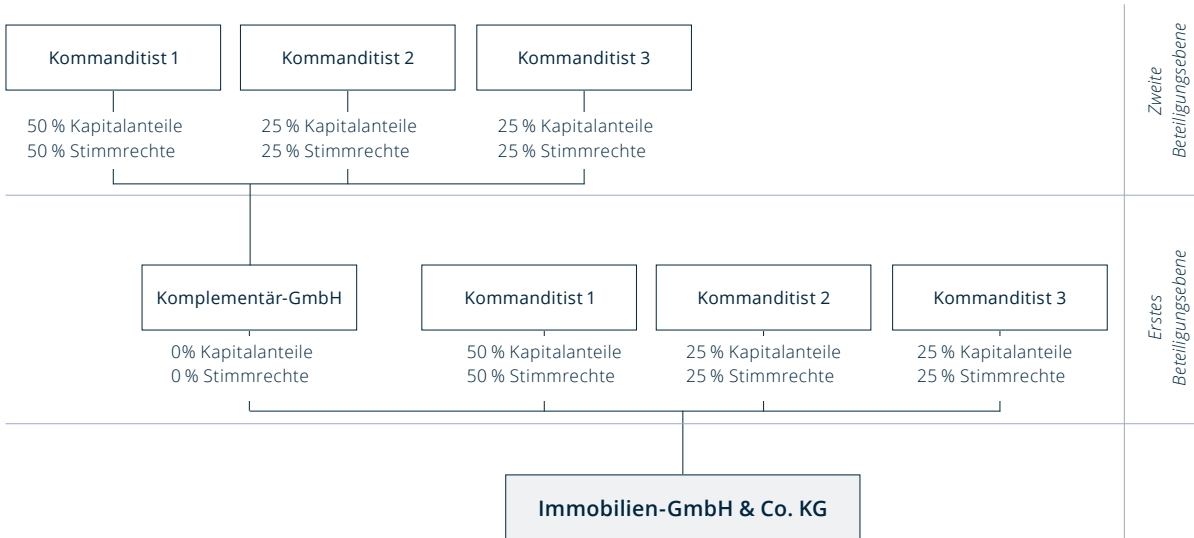 Kommanditist 1
Kommanditist 2
Kommanditist 3
50 % Kapitalanteile
50 % Stimmrechte
25 % Kapitalanteile
25 % Stimmrechte
25 % Kapitalanteile
25 % Stimmrechte
Zweite
Beteiligungsebene
Komplementär-GmbH
Kommanditist 1
Kommanditist 2
Kommanditist 3
0% Kapitalanteile
0 % Stimmrechte
50 % Kapitalanteile
50 % Stimmrechte
25 % Kapitalanteile
25 % Stimmrechte
25 % Kapitalanteile
25 % Stimmrechte
Erstes
Beteiligungsebene
Immobilien-GmbH & Co. KG